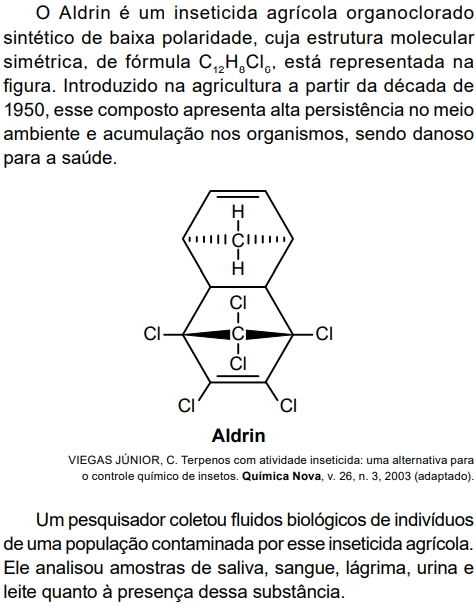 O Aldrin é um inseticida agrícola organoclorado
sintético de baixa polaridade, cuja estrutura molecular
simétrica, de fórmula C₁₂H₈Cl₆, está representada na
figura. Introduzido na agricultura a partir da década de
1950, esse composto apresenta alta persistência no meio
ambiente e acumulação nos organismos, sendo danoso
para a saúde.
H
C
H
Cl
Cl C Cl
Cl
Cl Cl
Aldrin
VIEGAS JÚNIOR, C. Terpenos com atividade inseticida: uma alternativa para
o controle químico de insetos. Química Nova, v. 26, n. 3, 2003 (adaptado).
Um pesquisador coletou fluidos biológicos de indivíduos
de uma população contaminada por esse inseticida agrícola.
Ele analisou amostras de saliva, sangue, lágrima, urina e
leite quanto à presença dessa substância.